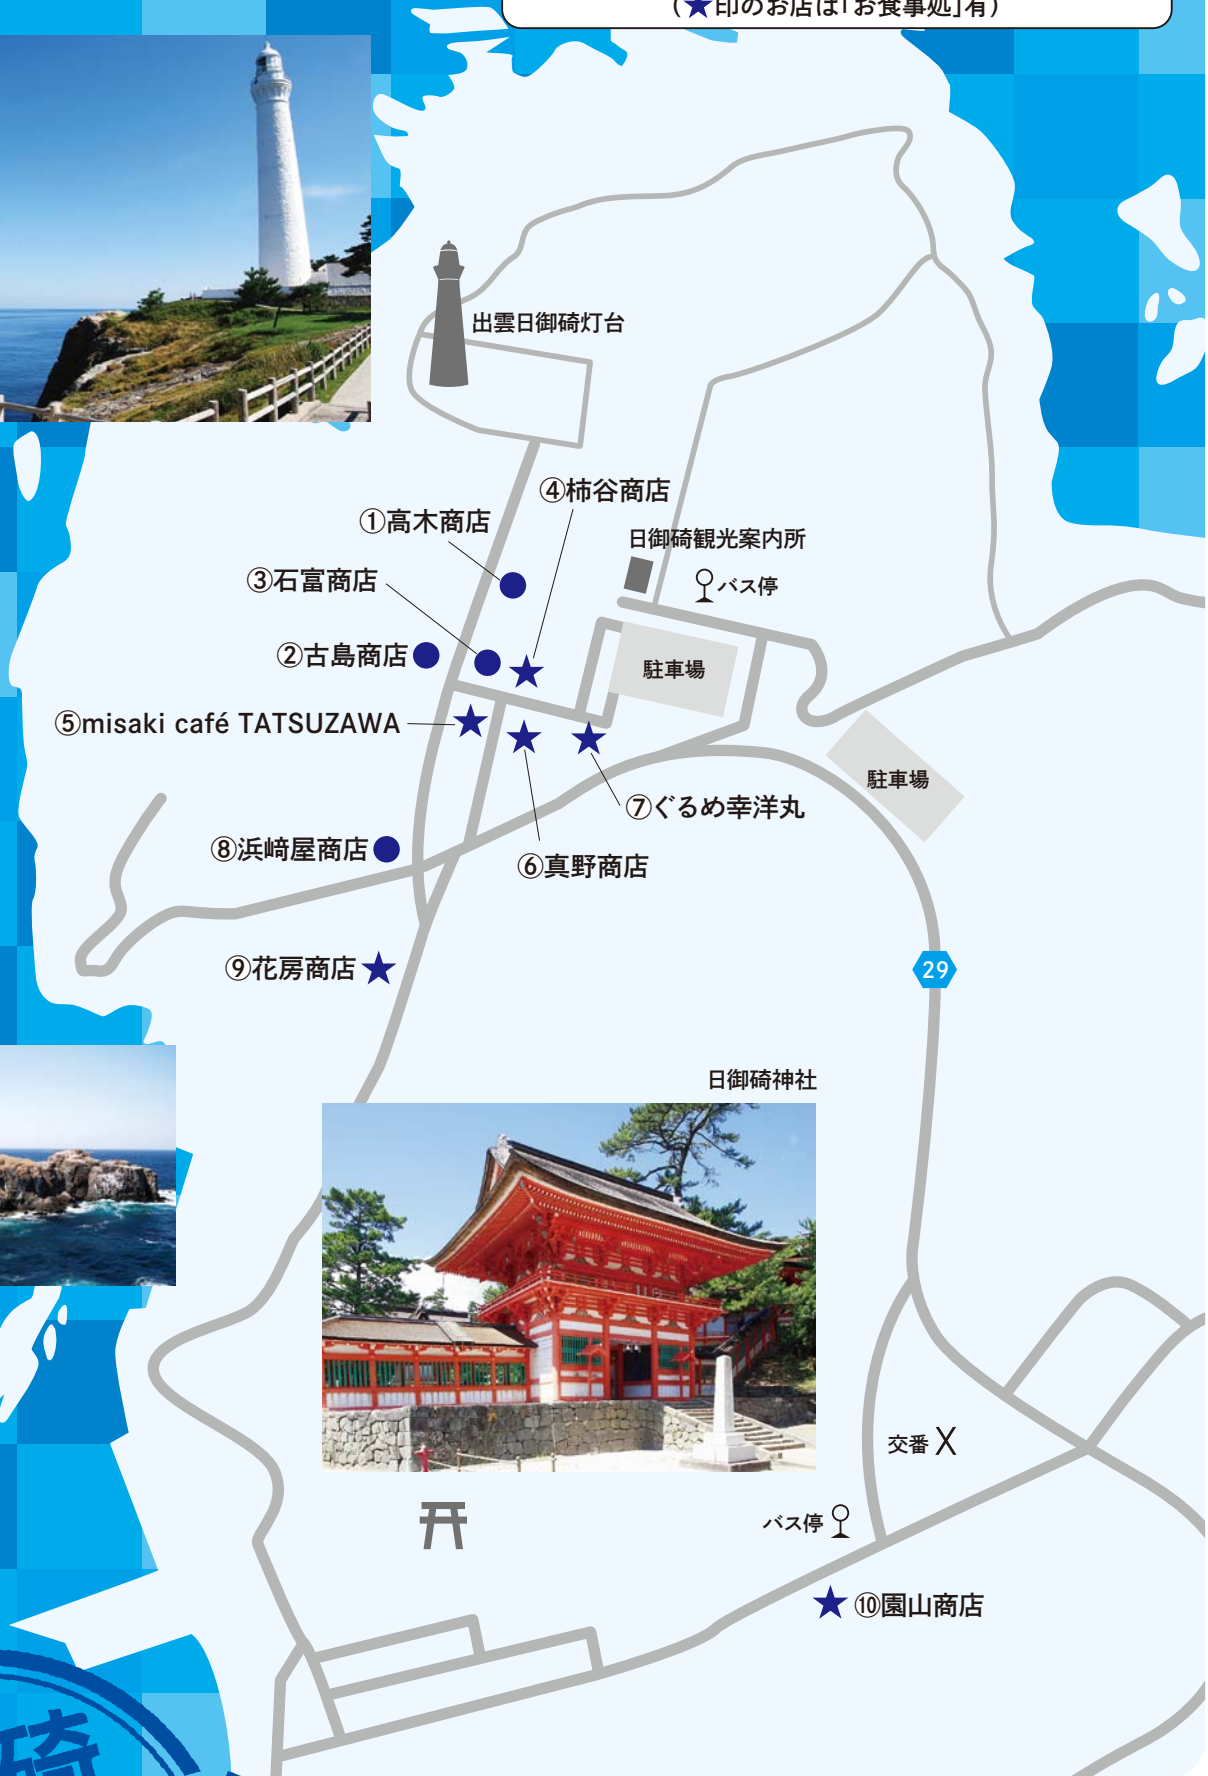 (★印のお店は「お食事処」有)
出雲日御碕灯台
④柿谷商店
①高木商店
日御碕観光案内所
③石富商店
バス停
②古島商店
駐車場
⑤misaki café TATSUZAWA
駐車場
⑦ぐるめ幸洋丸
⑧浜﨑屋商店
⑥真野商店
⑨花房商店
29
日御碕神社
交番
バス停
⑩園山商店
碕